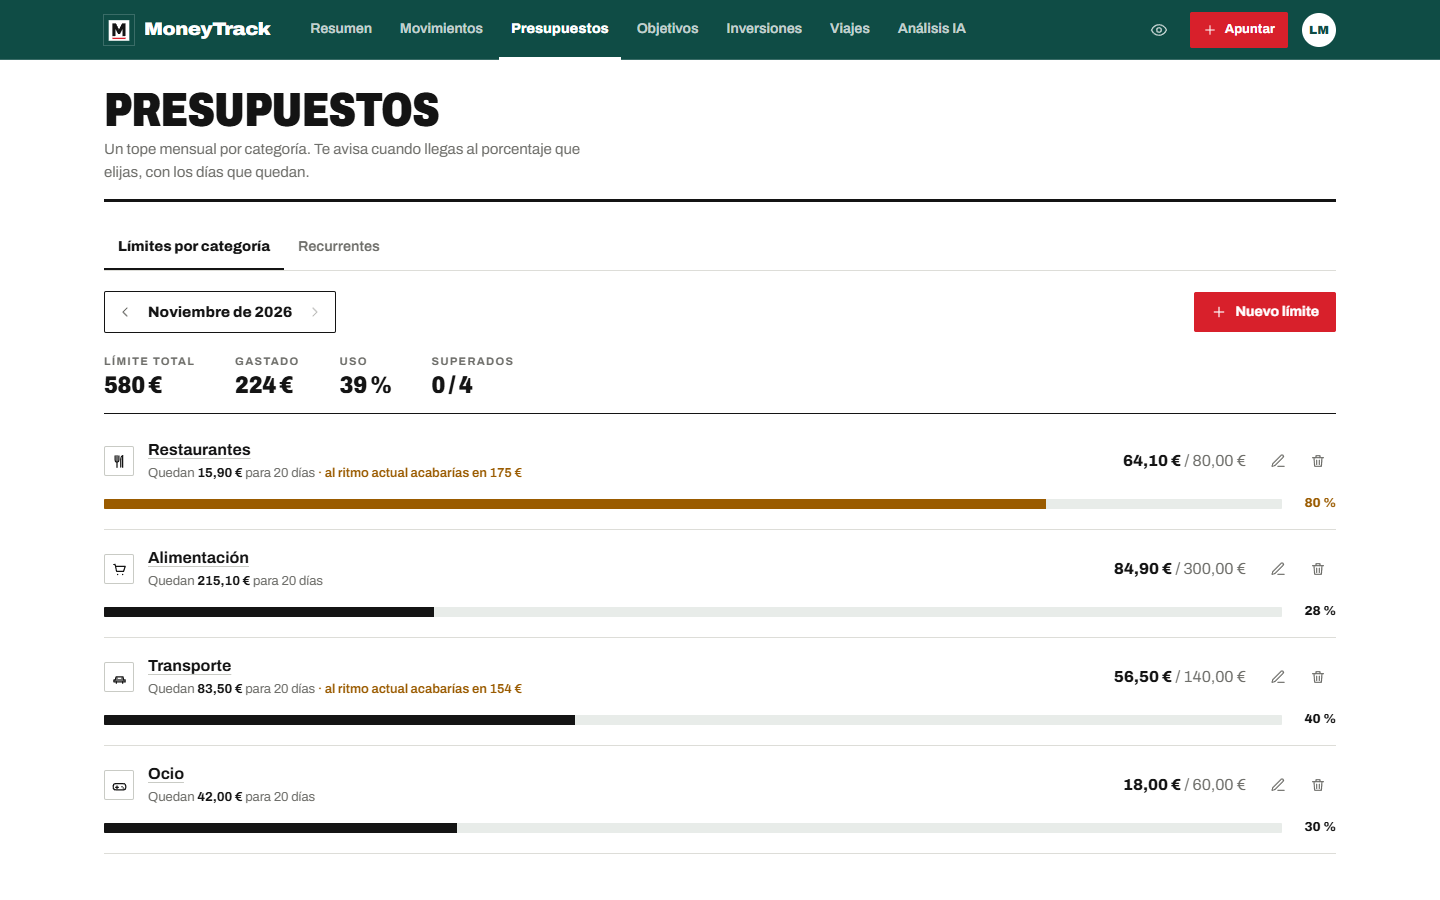 M MoneyTrack Resumen Movimientos Presupuestos Objetivos Inversiones Viajes Análisis IA Apuntar LM
PRESUPUESTOS
Un tope mensual por categoría. Te avisa cuando llegas al porcentaje que
elijas, con los días que quedan.
Límites por categoría Recurrentes
Noviembre de 2026 + Nuevo límite
LÍMITE TOTAL GASTADO USO SUPERADOS
580 € 224 € 39 % 0 / 4
Restaurantes
Quedan 15,90 € para 20 días · al ritmo actual acabarías en 175 €
64,10 € / 80,00 €
80 %
Alimentación
Quedan 215,10 € para 20 días
84,90 € / 300,00 €
28 %
Transporte
Quedan 83,50 € para 20 días · al ritmo actual acabarías en 154 €
56,50 € / 140,00 €
40 %
Ocio
Quedan 42,00 € para 20 días
18,00 € / 60,00 €
30 %